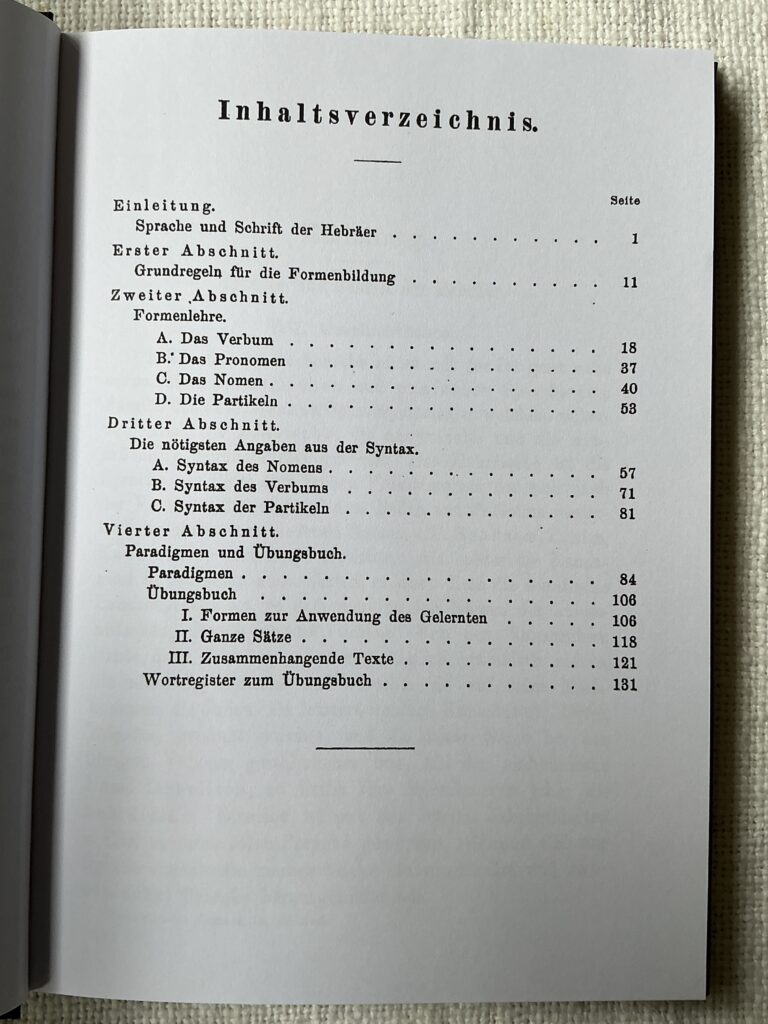 Inhaltsverzeichnis.
Seite
Einleitung.
Sprache und Schrift der Hebräer . . . . . . . . . . . 1
Erster Abschnitt.
Grundregeln für die Formenbildung . . . . . . . . . . 11
Zweiter Abschnitt.
Formenlehre.
A. Das Verbum . . . . . . . . . . . . . . . . 18
B. Das Pronomen . . . . . . . . . . . . . . . 37
C. Das Nomen . . . . . . . . . . . . . . . . . 40
D. Die Partikeln . . . . . . . . . . . . . . . . 53
Dritter Abschnitt.
Die nötigsten Angaben aus der Syntax.
A. Syntax des Nomens . . . . . . . . . . . . . . 57
B. Syntax des Verbums . . . . . . . . . . . . . 71
C. Syntax der Partikeln . . . . . . . . . . . . . 81
Vierter Abschnitt.
Paradigmen und Übungsbuch.
Paradigmen . . . . . . . . . . . . . . . . . . 84
Übungsbuch . . . . . . . . . . . . . . . . . 106
I. Formen zur Anwendung des Gelernten . . . . . 106
II. Ganze Sätze . . . . . . . . . . . . . . . 118
III. Zusammenhangende Texte . . . . . . . . . . 121
Wortregister zum Übungsbuch . . . . . . . . . . . 131